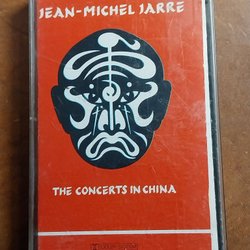 JEAN-MICHEL JARRE
THE CONCERTS IN CHINA